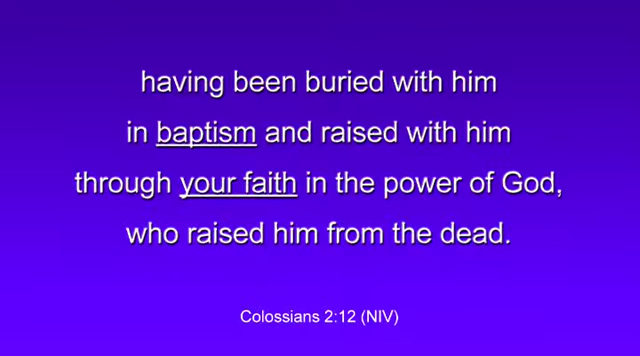 having been buried with him
in baptism and raised with him
through your faith in the power of God,
who raised him from the dead.
Colossians 2:12 (NIV)